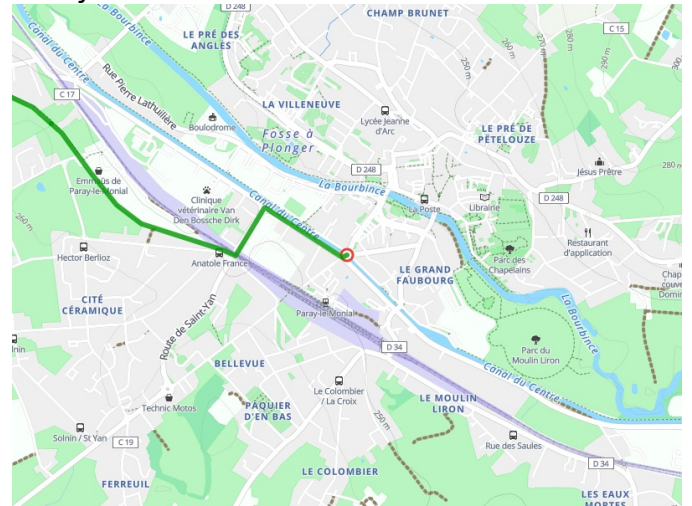 D 248
La Bourbince
CHAMP BRUNET
C 15
260 m
270 m
280 m
290 m
300 m
LE PRÉ DES
ANGLES
Canal du Centre
250 m
Rue Pierre Lathuillière
C 17
LA VILLENEUVE
Lycée Jeanne
d'Arc
Boulodrome
Fosse à
Plonger
LE PRÉ DE
PÉTELOUZE
D 248
Jésus Prêtre
280 m
La Bourbince
Emmaüs de
Paray-le-Monial
Clinique
vétérinaire Van
Den Bossche Dirk
Canal du Centre
La Poste
Librairie
D 248
260 m
Restaurant
d'application
Hector Berlioz
Anatole France
Parc des
Chapelains
LE GRAND
FAUBOURG
Chap
couve
Domin
CITÉ
CÉRAMIQUE
Paray-le-Monial
La Bourbince
Route de Saint-Yan
D 34
Parc du
Moulin Liron
BELLEVUE
Canal du Centre
Le Colombier
/ La Croix
Technic Motos
PÂQUIER
D'EN BAS
LE MOULIN
LIRON
250 m
Solnin / St Yan
C 19
Rue des Saules
D 34
LE COLOMBIER
FERREUIL
LES EAUX
MORTES